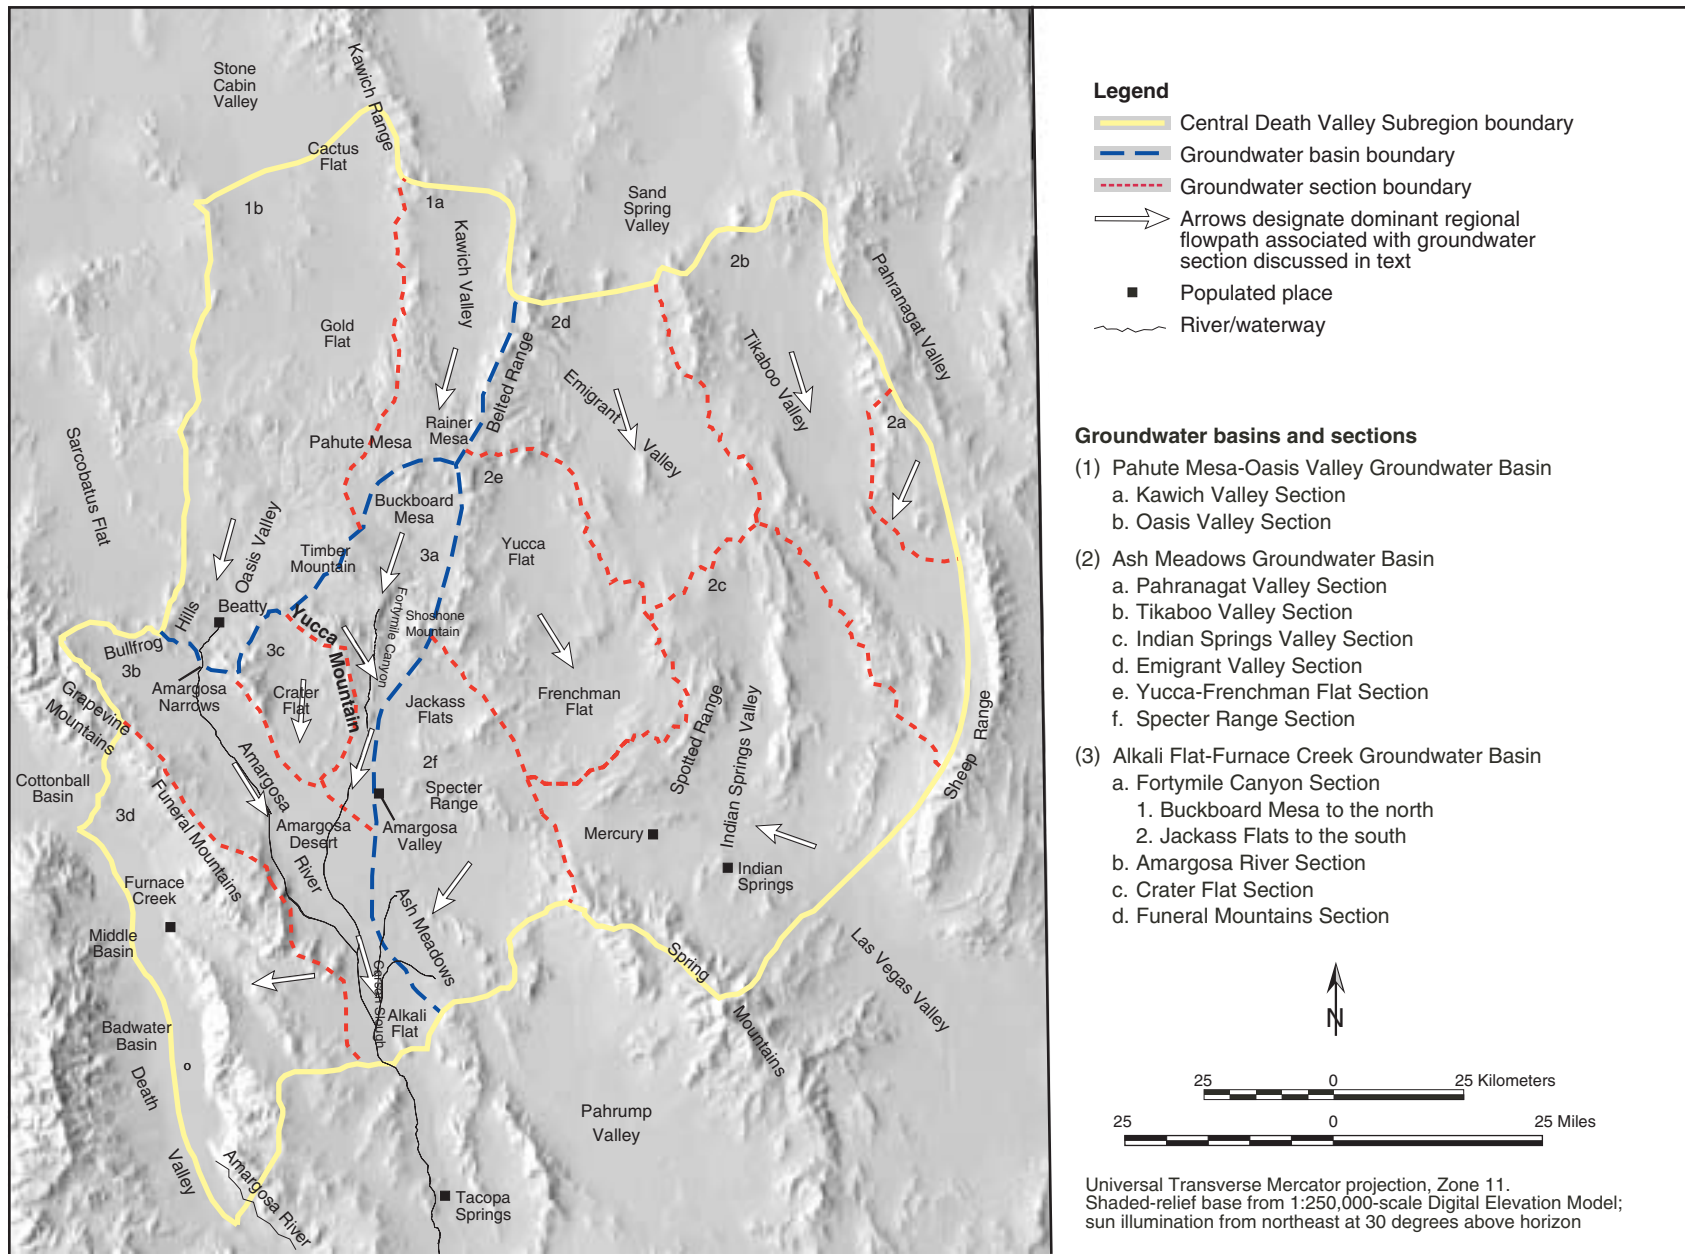 Stone
Cabin
Valley
Kawich Range
Cactus
Flat
1b
1a
Sand
Spring
Valley
2b
Kawich Valley
Pahranagat Valley
Gold
Flat
2d
Belted Range
Tikaboo Valley
Emigrant Valley
2a
Rainer
Mesa
Pahute Mesa
Sarcobatus Flat
2e
Buckboard
Mesa
Oasis Valley
Timber
Mountain
3a
Yucca
Flat
2c
Fortymile Canyon
Shoshone
Mountain
Beatty
Hills
Bullfrog
Yucca
Mountain
3c
3b
Amargosa
Narrows
Crater
Flat
Jackass
Flats
Frenchman
Flat
Grapevine
Mountains
Spotted Range
Indian Springs Valley
Sheep Range
2f
Specter
Range
Cottonball
Basin
Amargosa
River
Funeral Mountains
3d
Amargosa
Desert
Amargosa
Valley
Mercury
Indian
Springs
Furnace
Creek
Ash Meadows
Middle
Basin
Spring
Mountains
Las Vegas Valley
Carson Slough
Alkali
Flat
Badwater
Basin
Death
Valley
Pahrump
Valley
Amargosa River
Tacopa
Springs
Legend
Central Death Valley Subregion boundary
Groundwater basin boundary
Groundwater section boundary
Arrows designate dominant regional
flowpath associated with groundwater
section discussed in text
Populated place
River/waterway
Groundwater basins and sections
(1) Pahute Mesa-Oasis Valley Groundwater Basin
a. Kawich Valley Section
b. Oasis Valley Section
(2) Ash Meadows Groundwater Basin
a. Pahranagat Valley Section
b. Tikaboo Valley Section
c. Indian Springs Valley Section
d. Emigrant Valley Section
e. Yucca-Frenchman Flat Section
f. Specter Range Section
(3) Alkali Flat-Furnace Creek Groundwater Basin
a. Fortymile Canyon Section
1. Buckboard Mesa to the north
2. Jackass Flats to the south
b. Amargosa River Section
c. Crater Flat Section
d. Funeral Mountains Section
N
25 0 25 Kilometers
25 0 25 Miles
Universal Transverse Mercator projection, Zone 11.
Shaded-relief base from 1:250,000-scale Digital Elevation Model;
sun illumination from northeast at 30 degrees above horizon